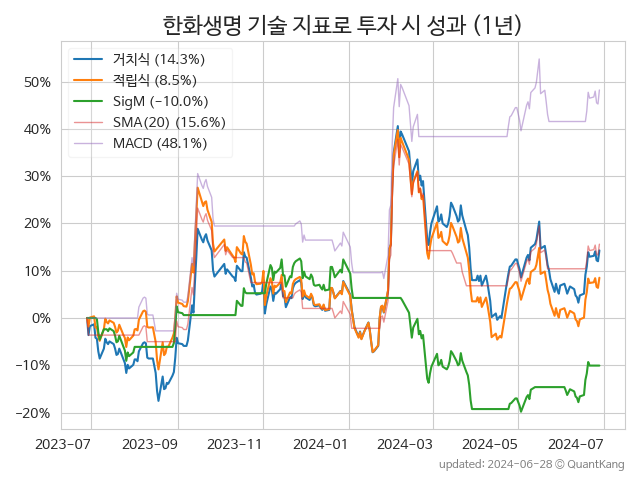 한화생명 기술 지표로 투자 시 성과 (1년)
거치식 (14.3%)
적립식 (8.5%)
SigM (−10.0%)
SMA(20) (15.6%)
MACD (48.1%)
50%
40%
30%
20%
10%
0%
−10%
−20%
2023-07 2023-09 2023-11 2024-01 2024-03 2024-05 2024-07
updated: 2024-06-28 © QuantKang